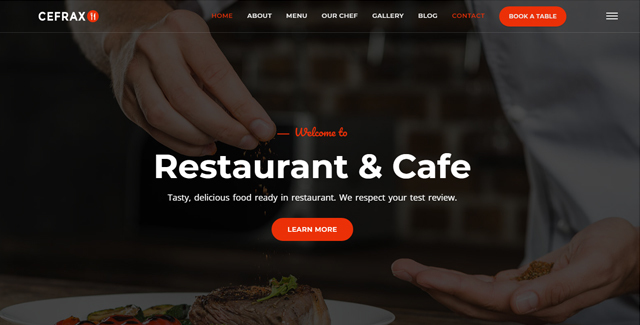 CEFRAX
HOME ABOUT MENU OUR CHEF GALLERY BLOG CONTACT BOOK A TABLE
Welcome to
Restaurant & Cafe
Tasty, delicious food ready in restaurant. We respect your test review.
LEARN MORE